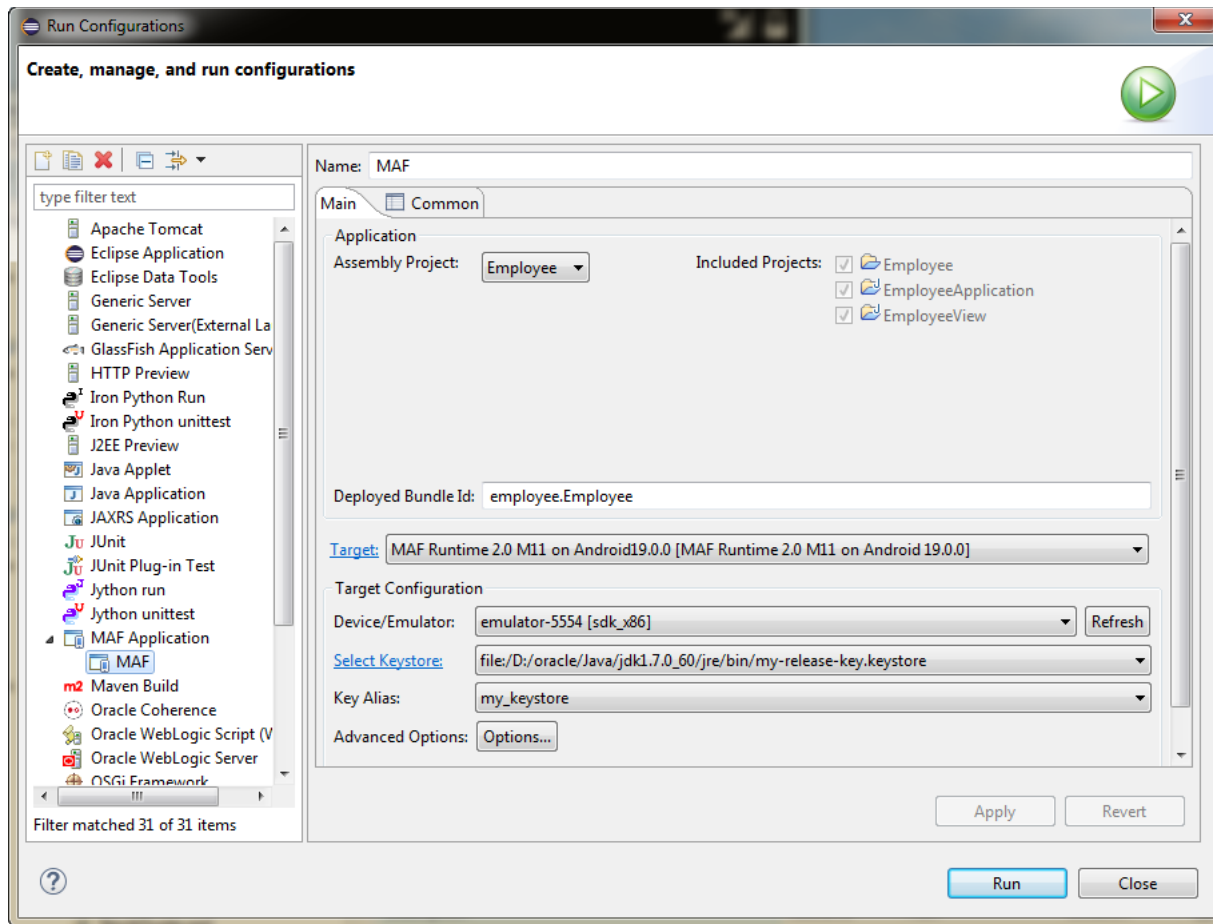 Run Configurations
Create, manage, and run configurations
type filter text
Apache Tomcat
Eclipse Application
Eclipse Data Tools
Generic Server
Generic Server(External La
GlassFish Application Serv
HTTP Preview
Iron Python Run
Iron Python unittest
J2EE Preview
Java Applet
Java Application
JAXRS Application
JUnit
JUnit Plug-in Test
Jython run
Jython unittest
MAF Application
MAF
Maven Build
Oracle Coherence
Oracle WebLogic Script (W
Oracle WebLogic Server
OSGi Framework
Filter matched 31 of 31 items
Name: MAF
Main Common
Application
Assembly Project: Employee Included Projects: Employee
EmployeeApplication
EmployeeView
Deployed Bundle Id: employee.Employee
Target: MAF Runtime 2.0 M11 on Android19.0.0 [MAF Runtime 2.0 M11 on Android 19.0.0]
Target Configuration
Device/Emulator: emulator-5554 [sdk_x86] Refresh
Select Keystore: file:/D:/oracle/Java/jdk1.7.0_60/jre/bin/my-release-key.keystore
Key Alias: my_keystore
Advanced Options: Options...
Apply Revert
Run Close